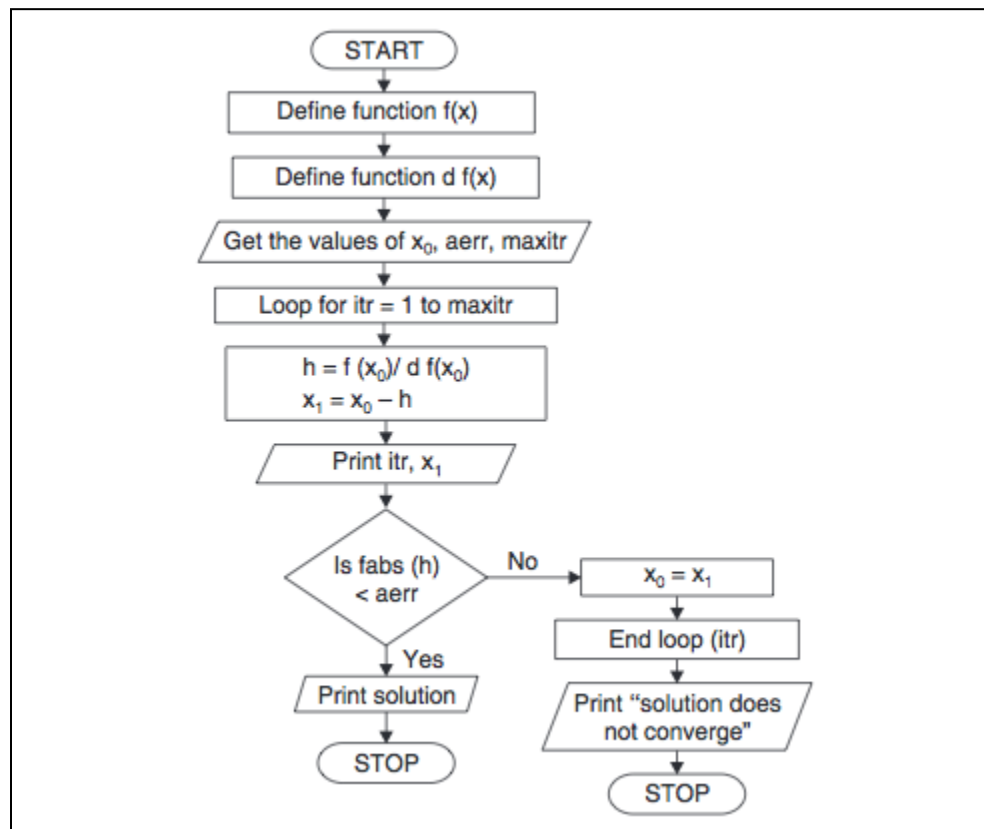 START
Define function f(x)
Define function d f(x)
Get the values of x₀, aerr, maxitr
Loop for itr = 1 to maxitr
h = f (x₀)/ d f(x₀)
x₁ = x₀ – h
Print itr, x₁
Is fabs (h)
< aerr
No
x₀ = x₁
End loop (itr)
Print “solution does
not converge”
STOP
Yes
Print solution
STOP